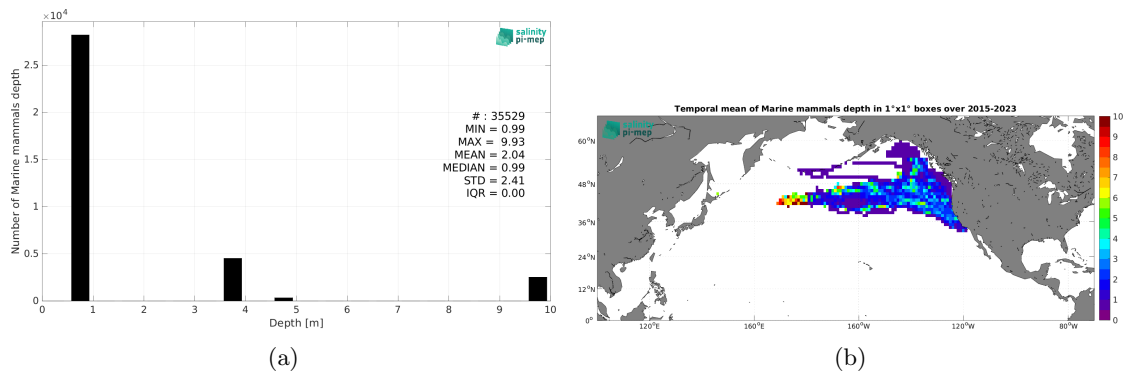 ×10⁴
salinity
pi-mep
2.5
2
1.5
1
0.5
0
Number of Marine mammals depth
# : 35529
MIN = 0.99
MAX = 9.93
MEAN = 2.04
MEDIAN = 0.99
STD = 2.41
IQR = 0.00
0 1 2 3 4 5 6 7 8 9 10
Depth [m]
(a)
Temporal mean of Marine mammals depth in 1°x1° boxes over 2015-2023
salinity
pi-mep
60°N
48°N
36°N
24°N
12°N
0°
120°E 160°E 160°W 120°W 80°W
10
9
8
7
6
5
4
3
2
1
0
(b)